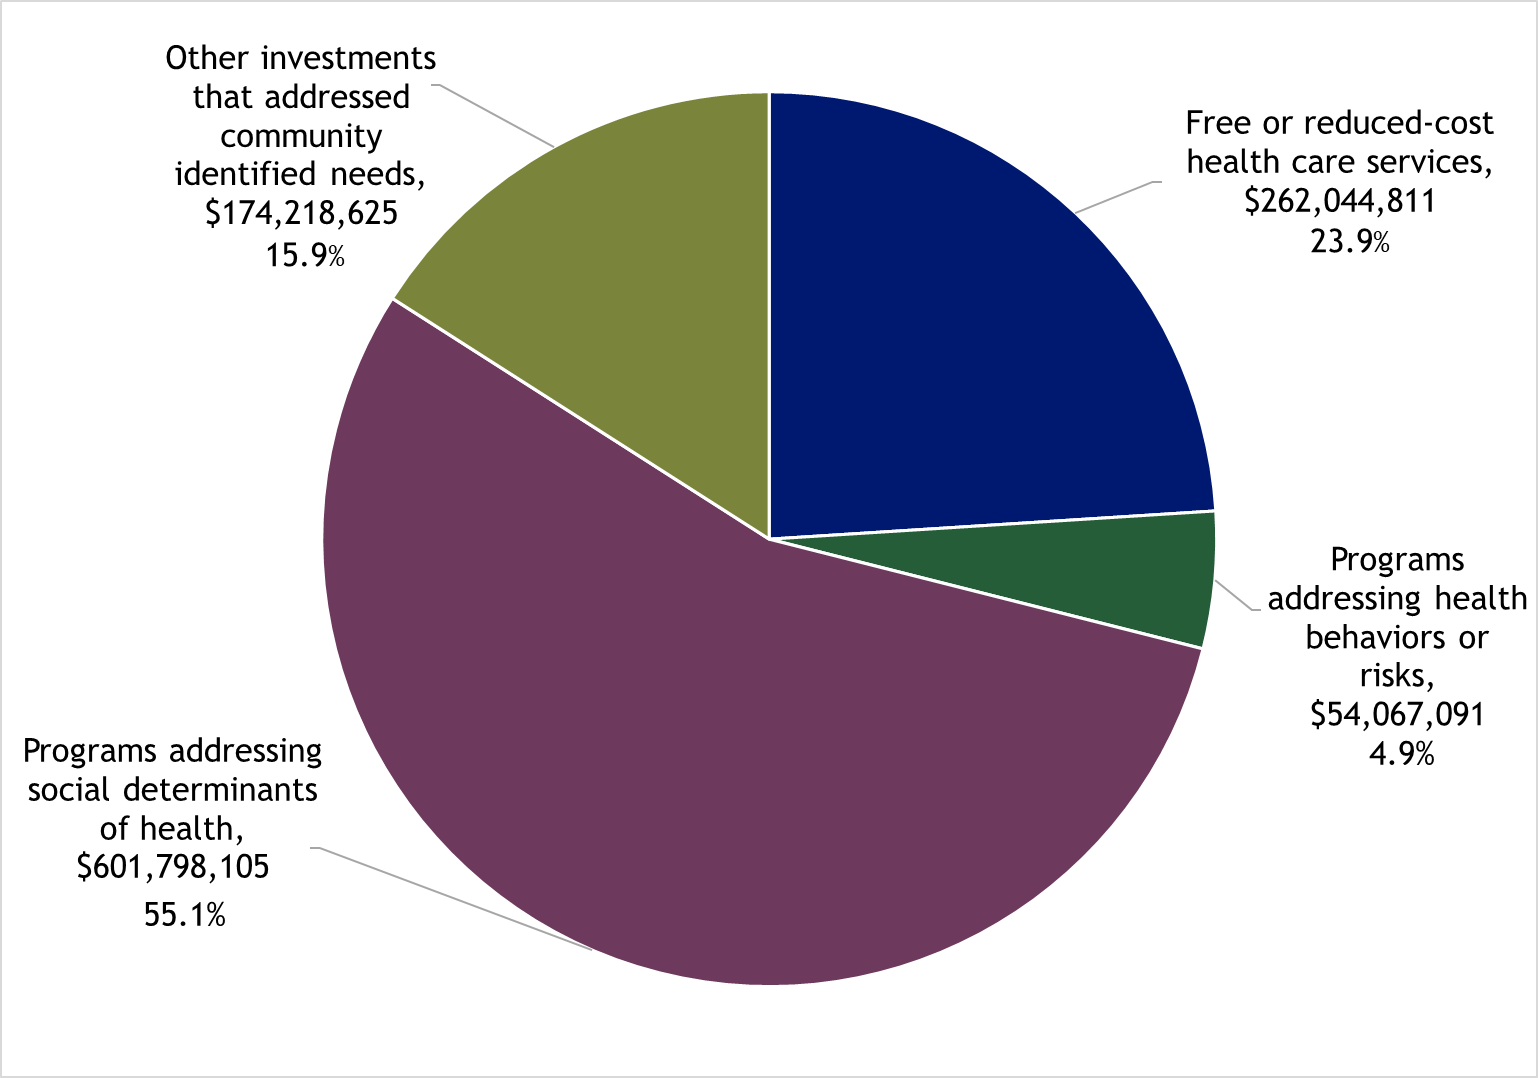 Other investments
that addressed
community
identified needs,
$174,218,625
15.9%
Free or reduced-cost
health care services,
$262,044,811
23.9%
Programs
addressing health
behaviors or
risks,
$54,067,091
4.9%
Programs addressing
social determinants
of health,
$601,798,105
55.1%